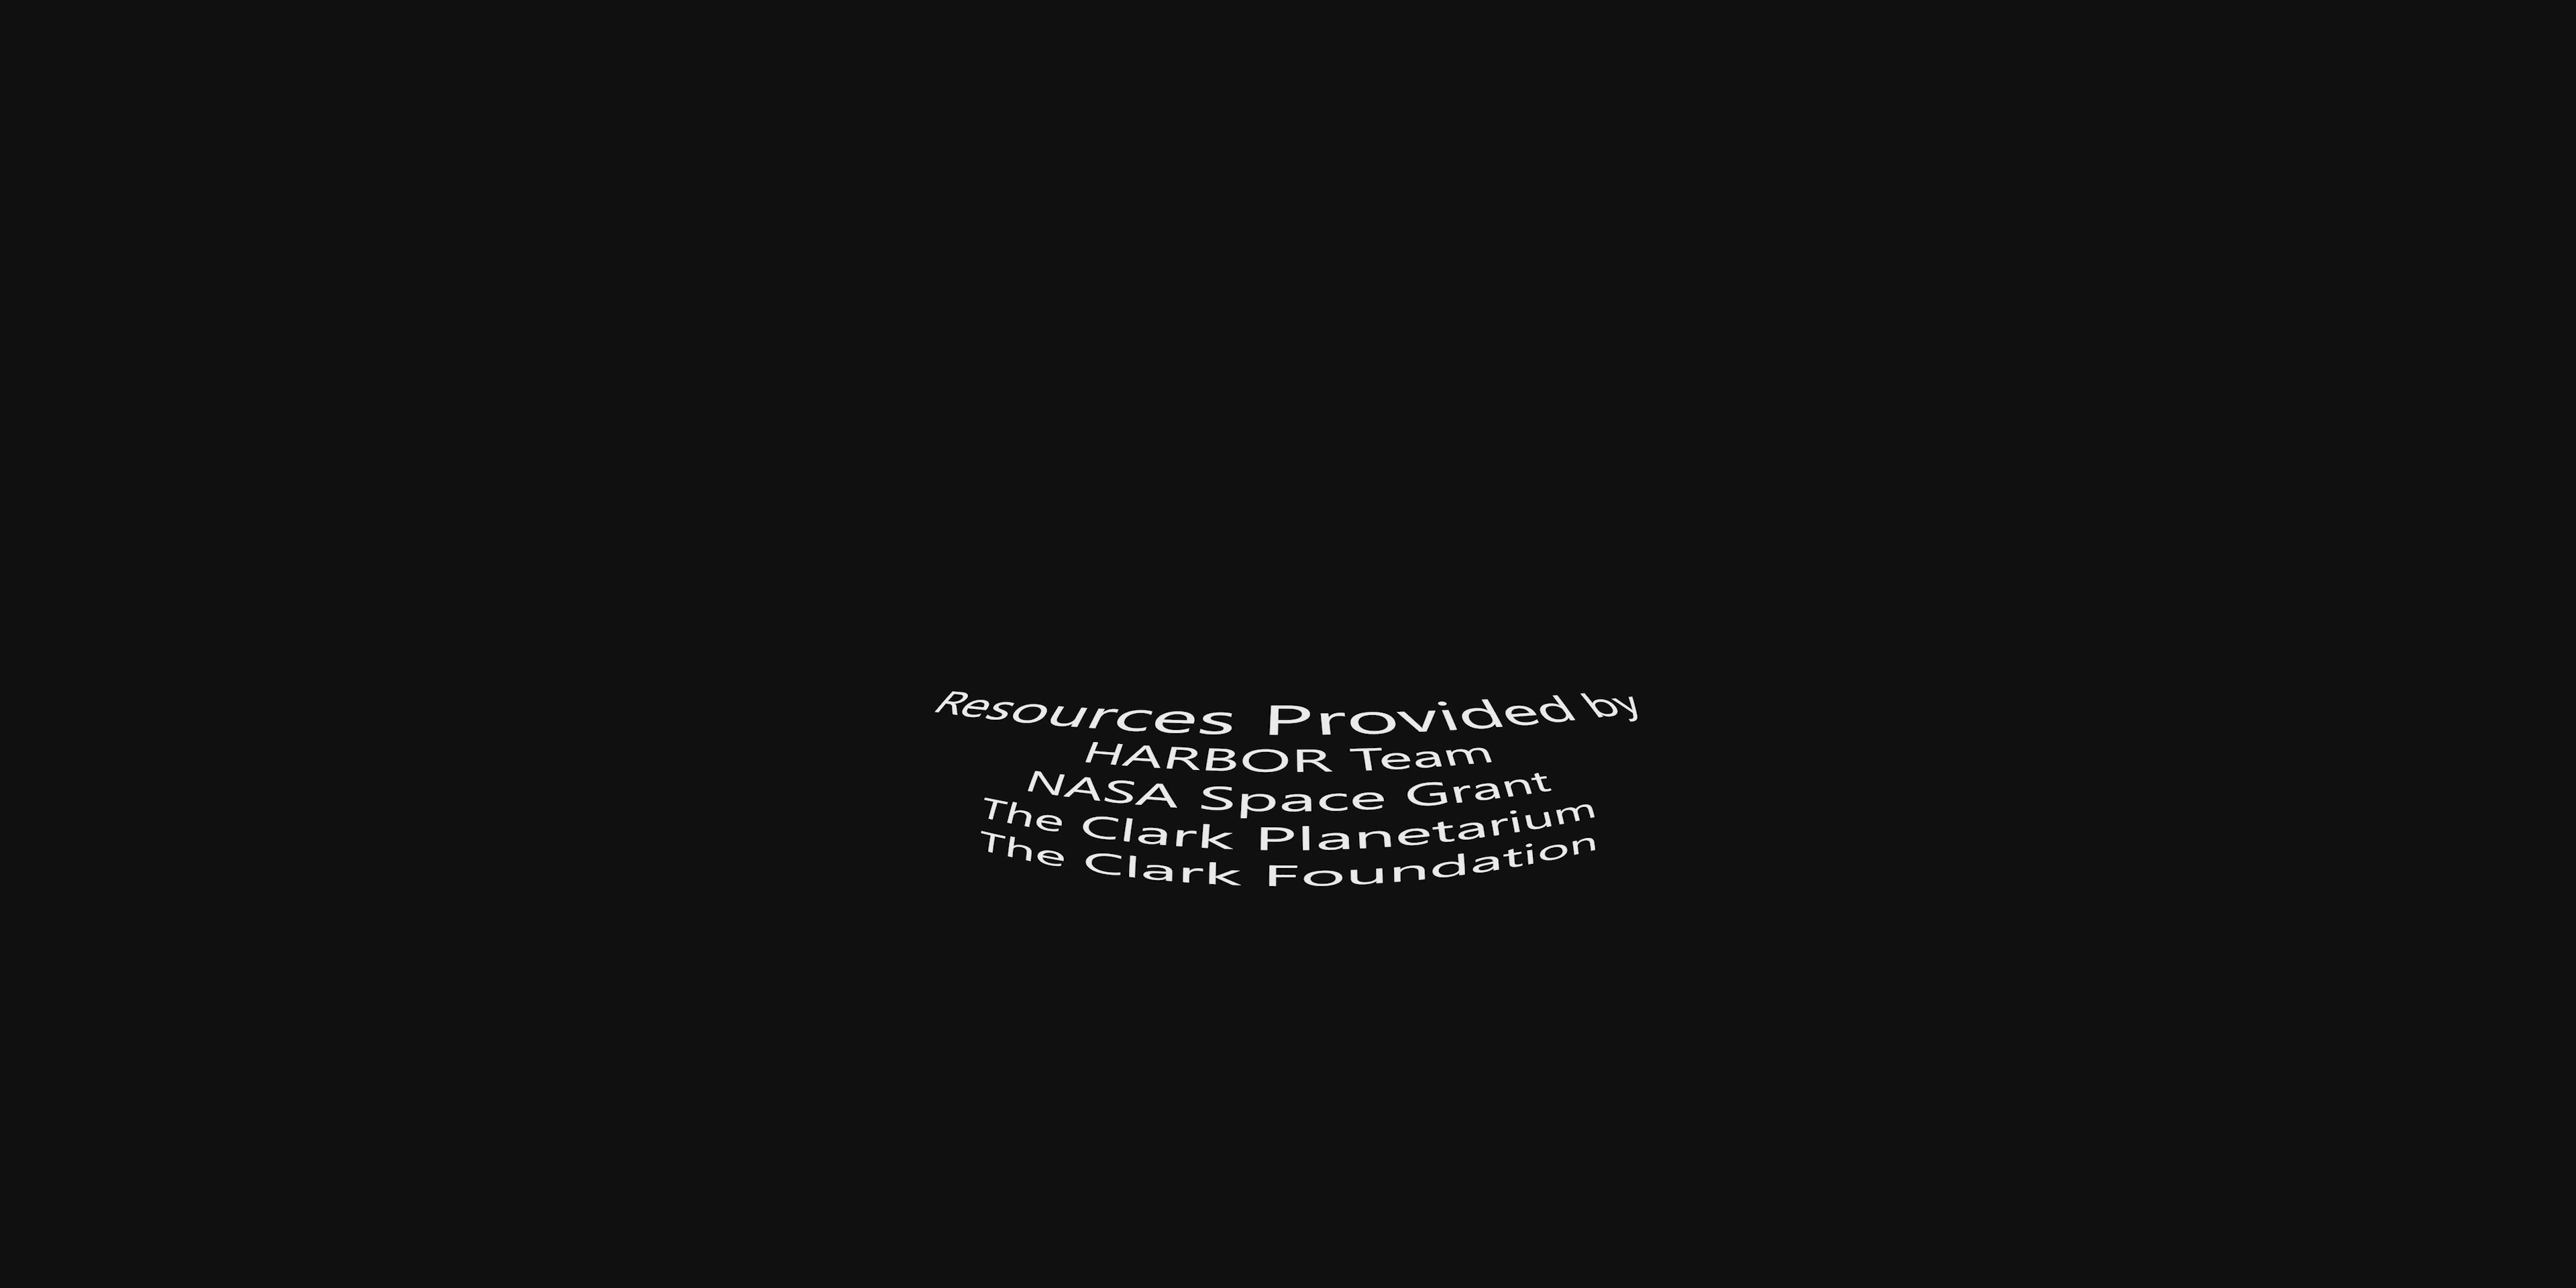 Resources Provided by
HARBOR Team
NASA Space Grant
The Clark Planetarium
The Clark Foundation